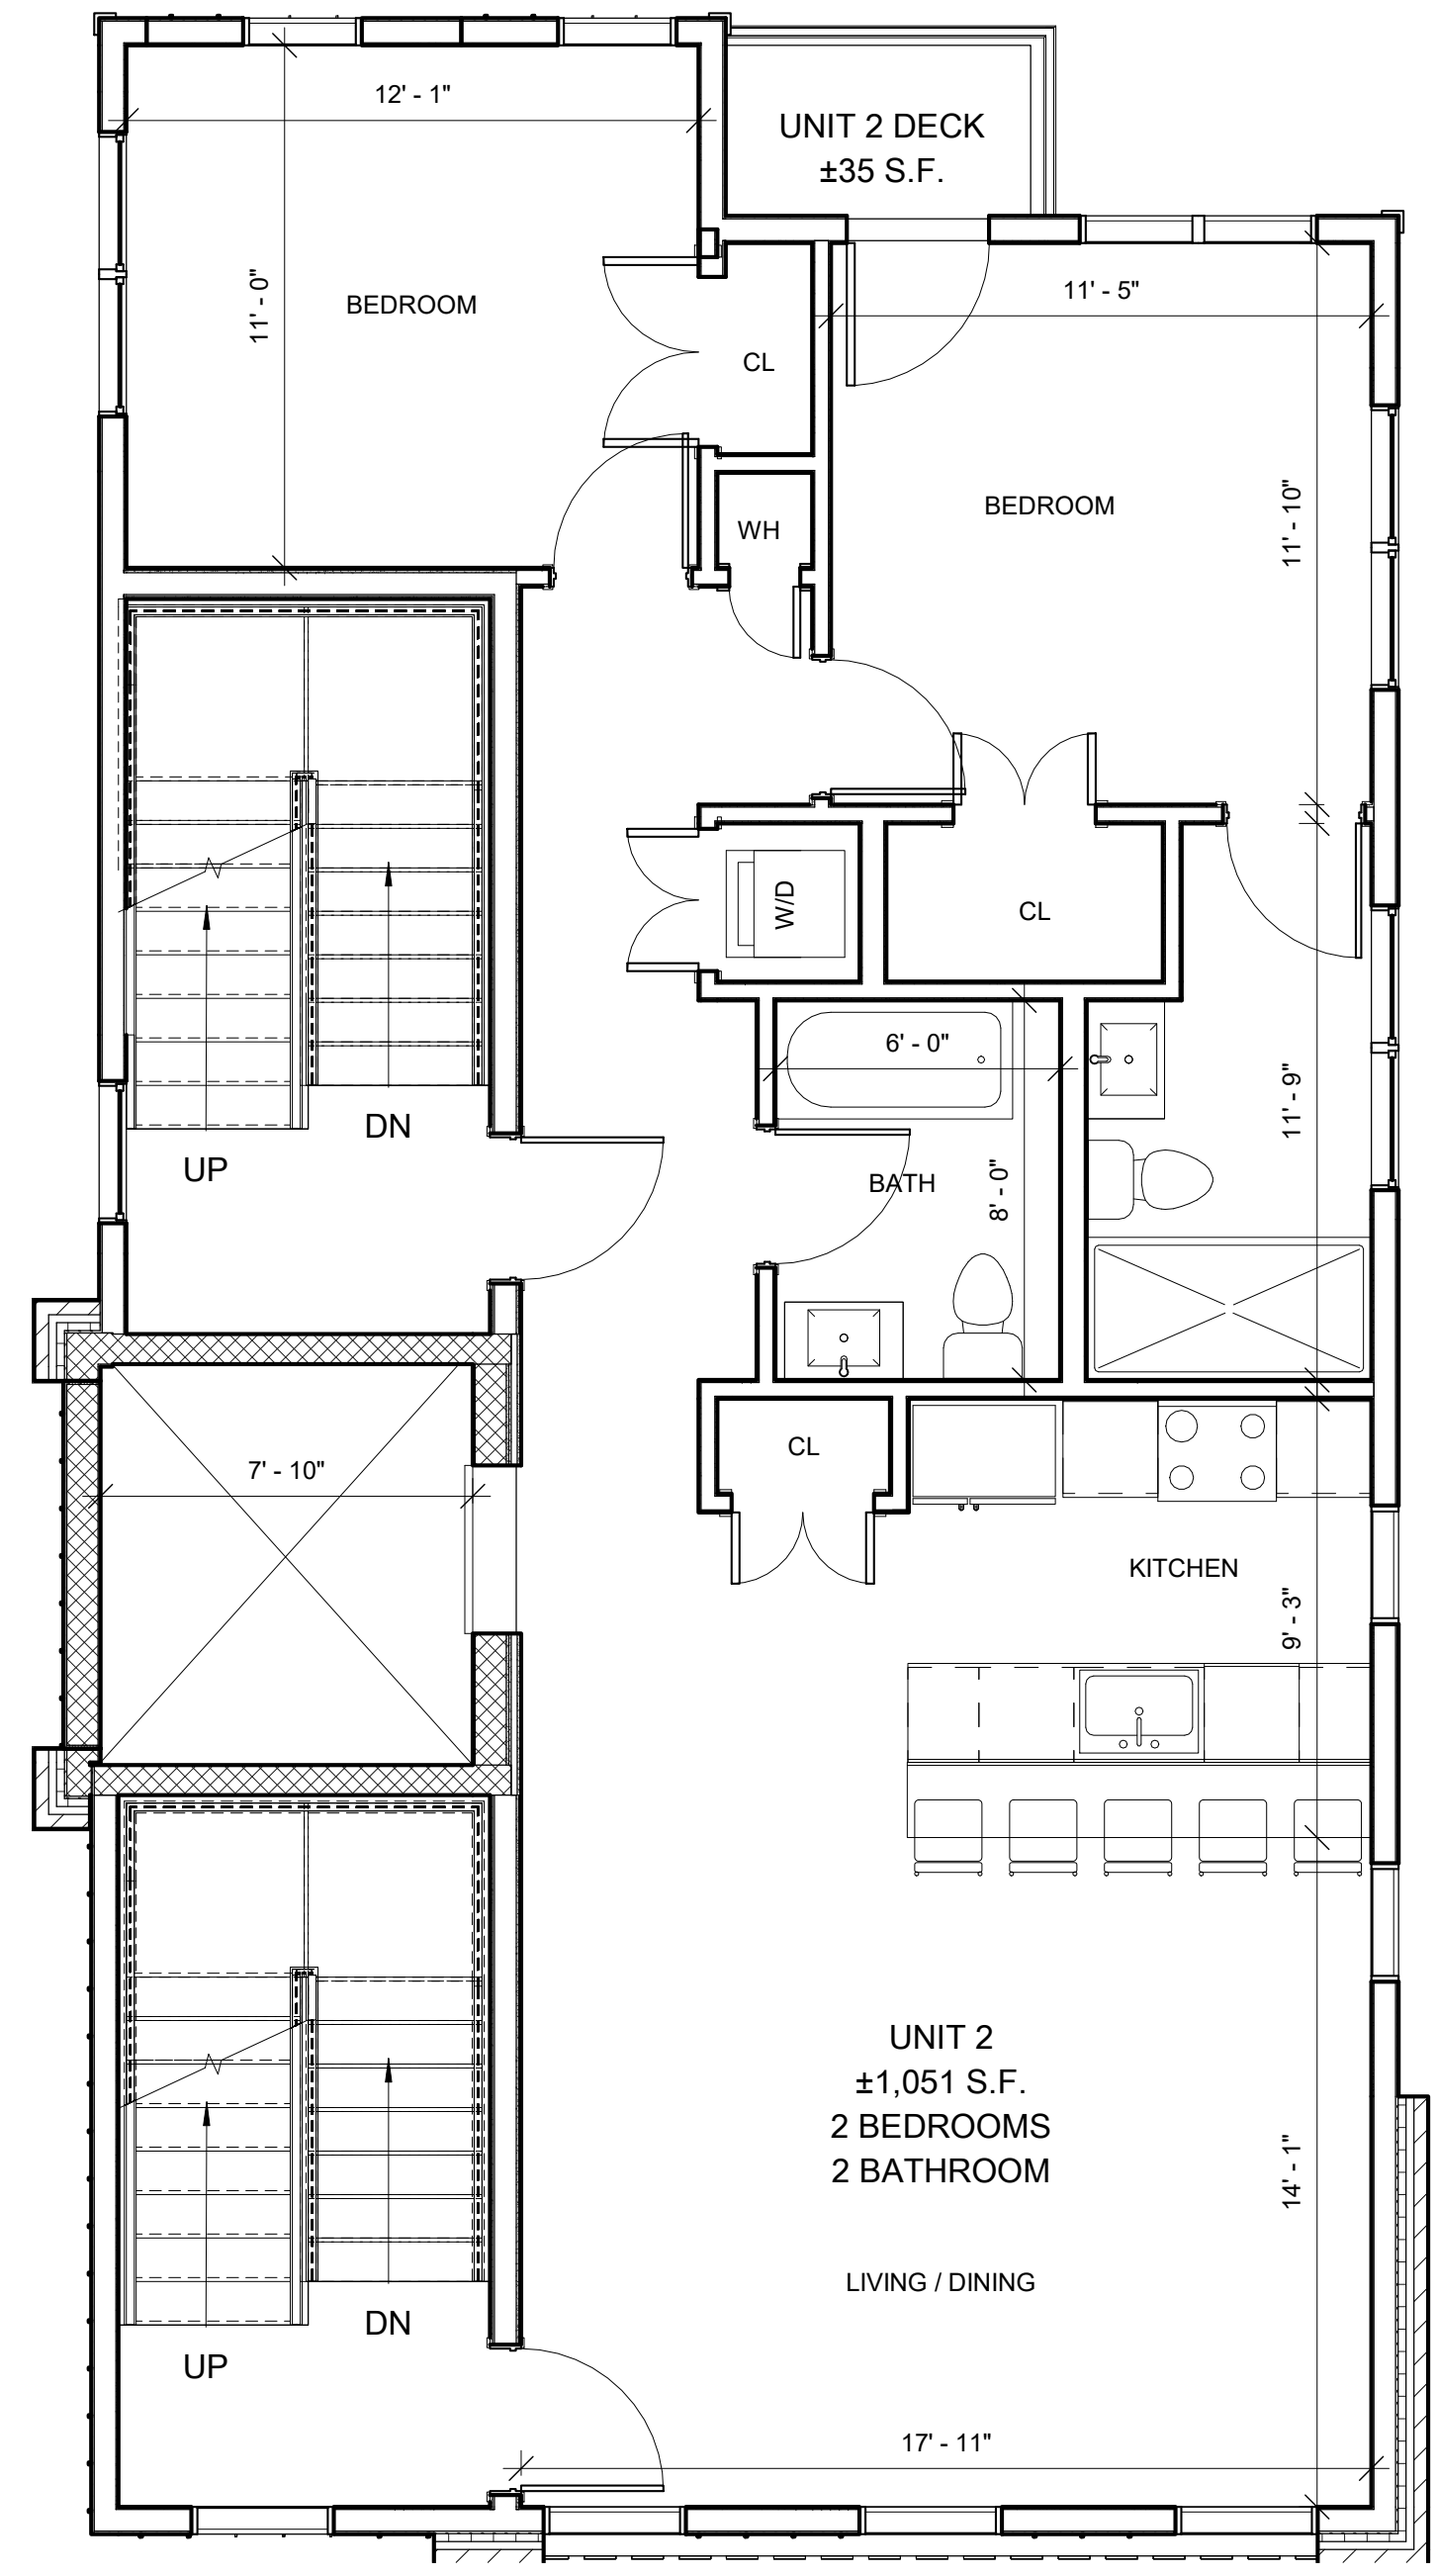 12' - 1"
UNIT 2 DECK
±35 S.F.
11' - 0"
BEDROOM
11' - 5"
CL
BEDROOM
11' - 10"
WH
W/D
CL
6' - 0"
11' - 9"
DN
UP
BATH
8' - 0"
CL
7' - 10"
KITCHEN
9' - 3"
UNIT 2
±1,051 S.F.
2 BEDROOMS
2 BATHROOM
14' - 1"
LIVING / DINING
DN
UP
17' - 11"